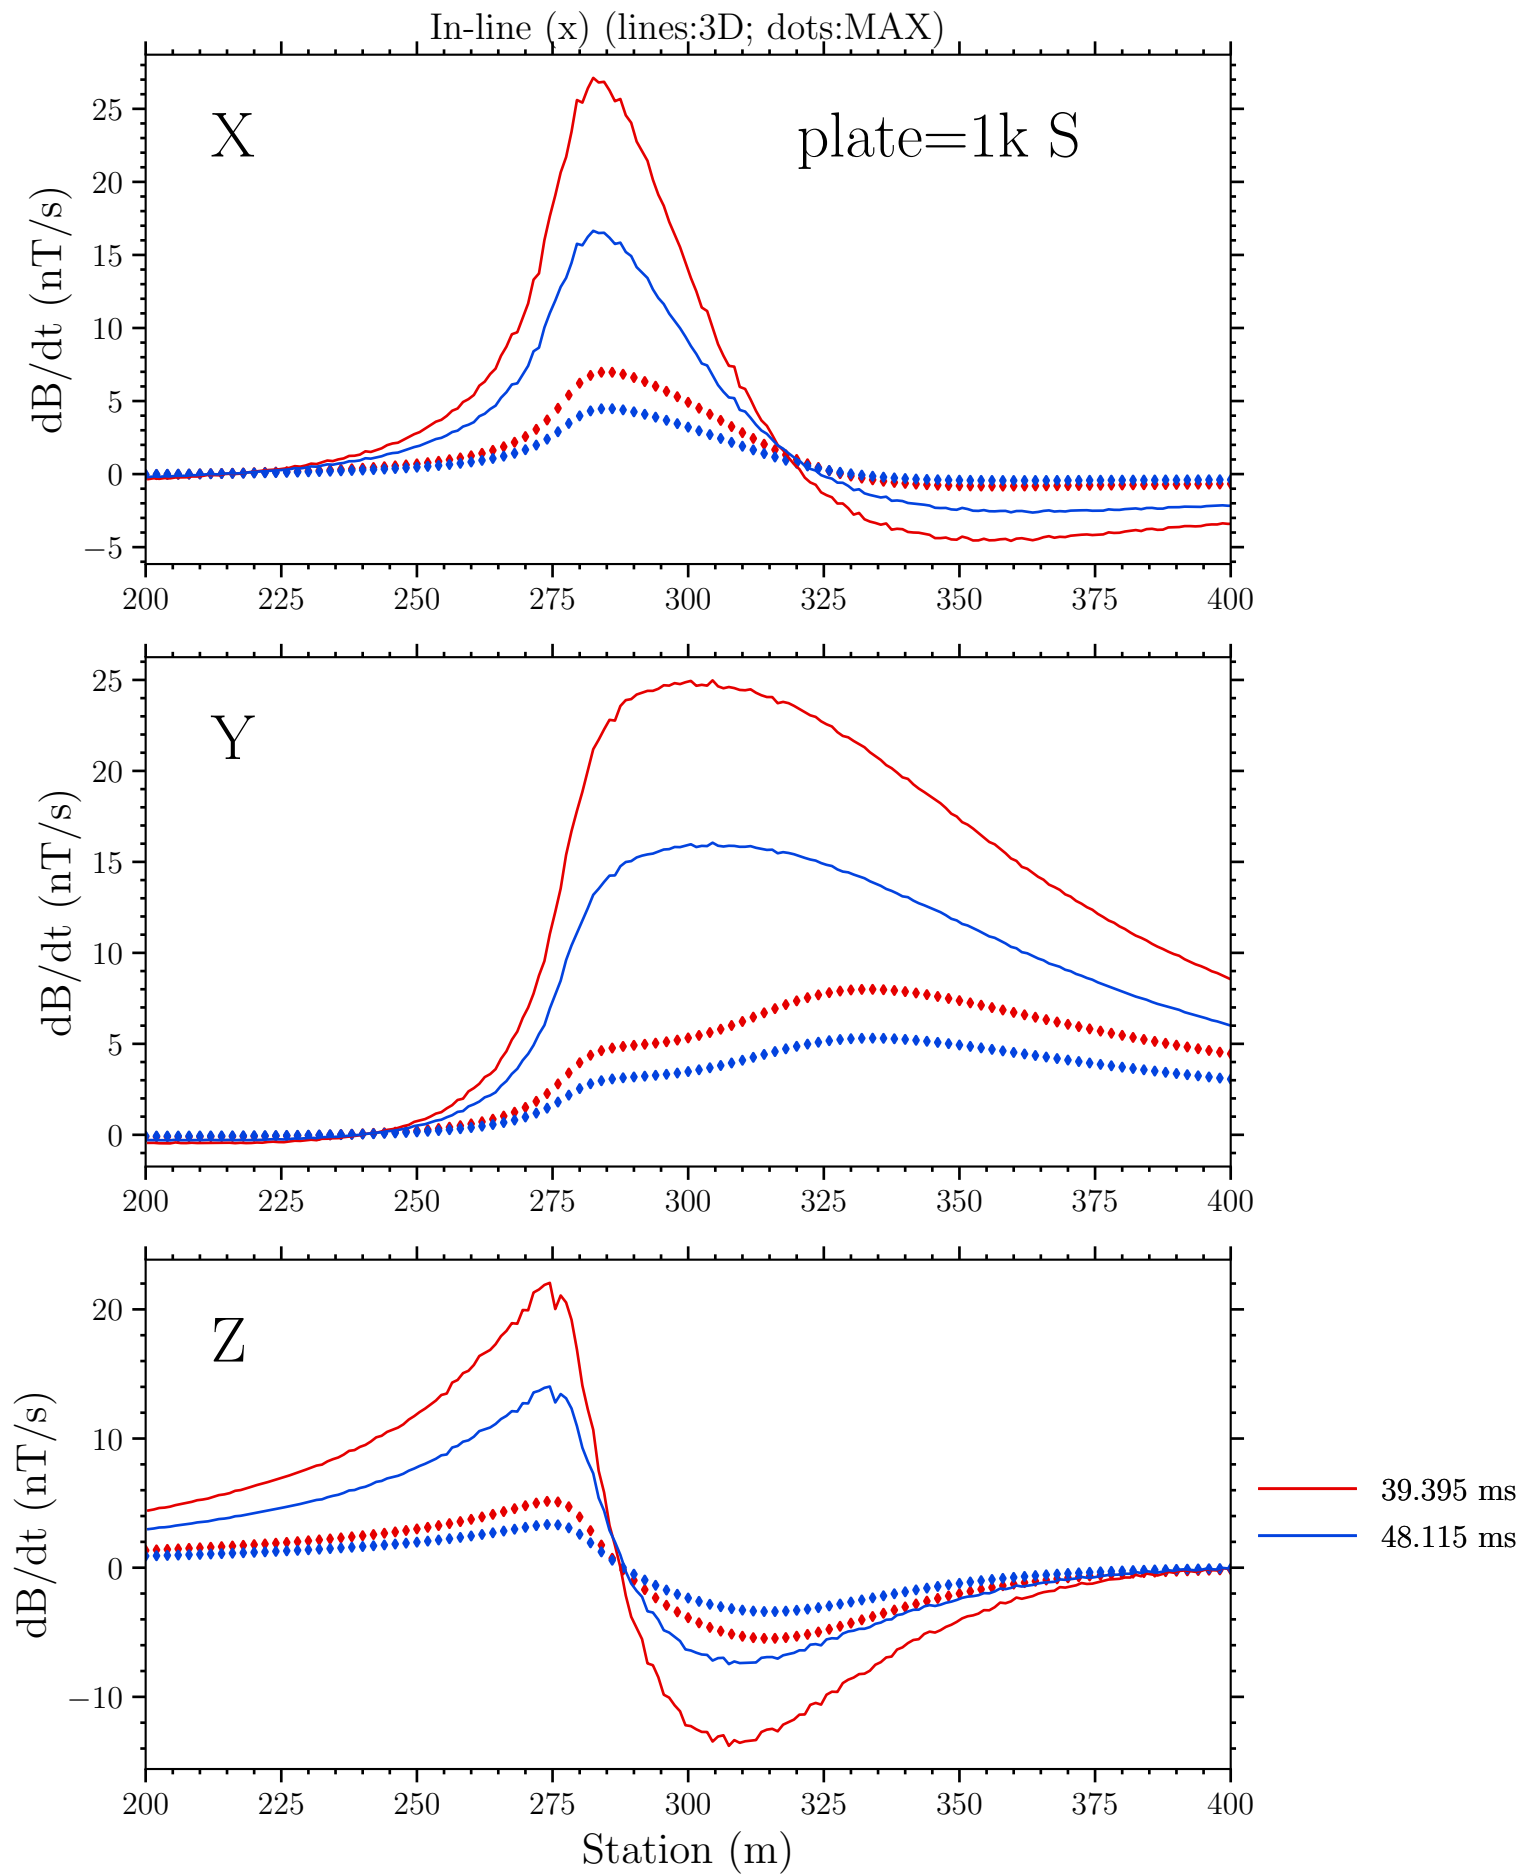 In-line (x) (lines:3D; dots:MAX)
X
plate=1k S
dB/dt (nT/s)
25
20
15
10
5
0
−5
200 225 250 275 300 325 350 375 400
Y
dB/dt (nT/s)
25
20
15
10
5
0
200 225 250 275 300 325 350 375 400
Z
dB/dt (nT/s)
20
10
0
−10
200 225 250 275 300 325 350 375 400
Station (m)
39.395 ms
48.115 ms